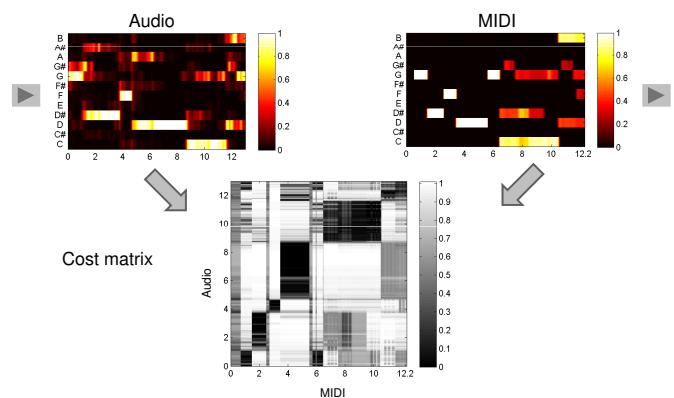 Audio
MIDI
B
A#
A
G#
G
F#
F
E
D#
D
C#
C
0 2 4 6 8 10 12
1
0.8
0.6
0.4
0.2
0
B
A#
A
G#
G
F#
F
E
D#
D
C#
C
0 2 4 6 8 10 12.2
1
0.8
0.6
0.4
0.2
0
Cost matrix
Audio
12
10
8
6
4
2
0
0 2 4 6 8 10 12.2
MIDI
1
0.9
0.8
0.7
0.6
0.5
0.4
0.3
0.2
0.1
0